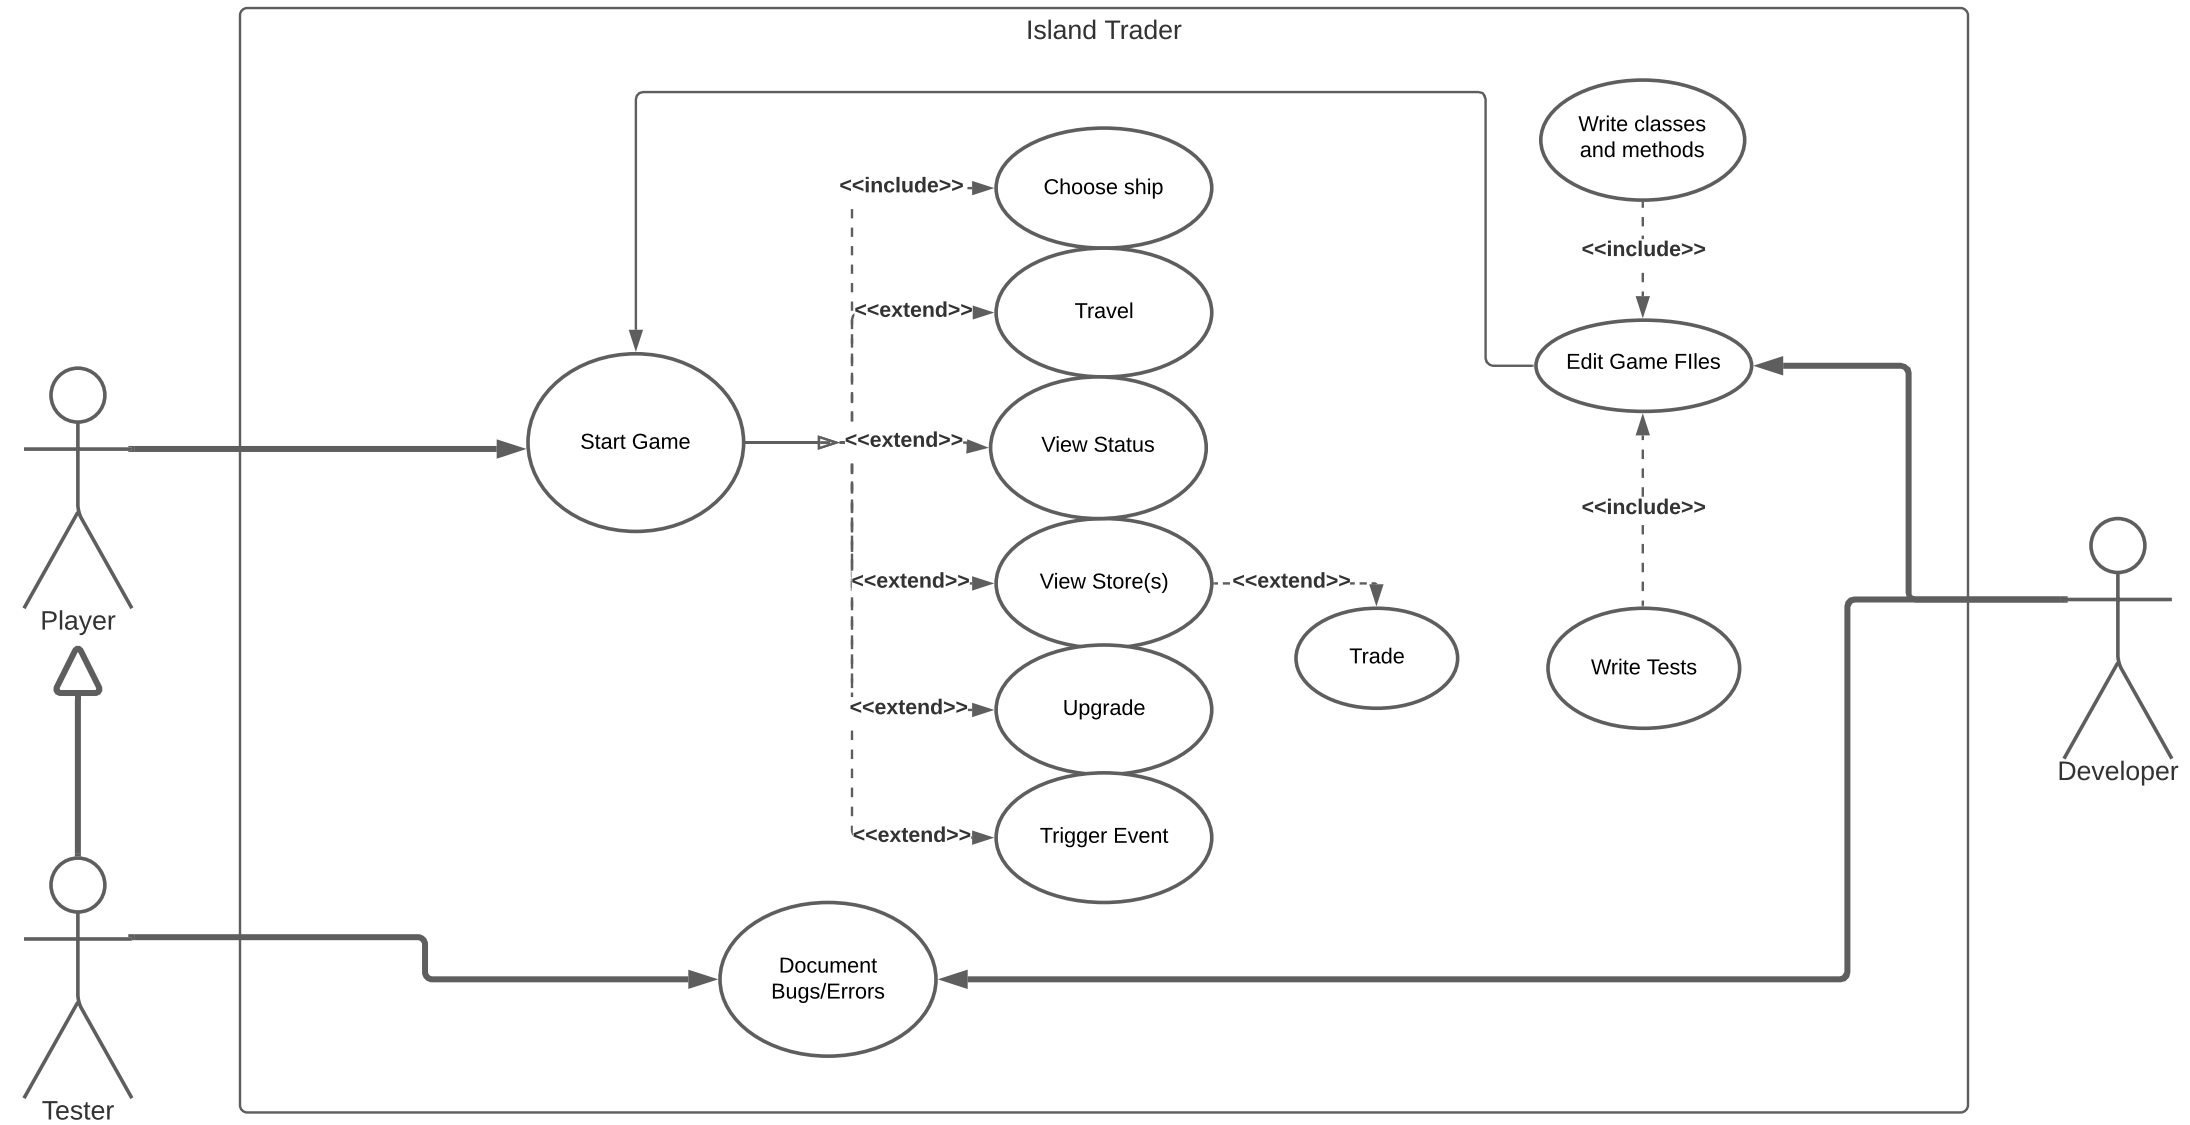 Island Trader
Write classes
and methods
<<include>>
Choose ship
<<include>>
<<extend>>
Travel
Edit Game FIles
Start Game
<<extend>>
View Status
<<include>>
<<extend>>
View Store(s)
<<extend>>
Player
Trade
Write Tests
<<extend>>
Upgrade
Developer
<<extend>>
Trigger Event
Document
Bugs/Errors
Tester